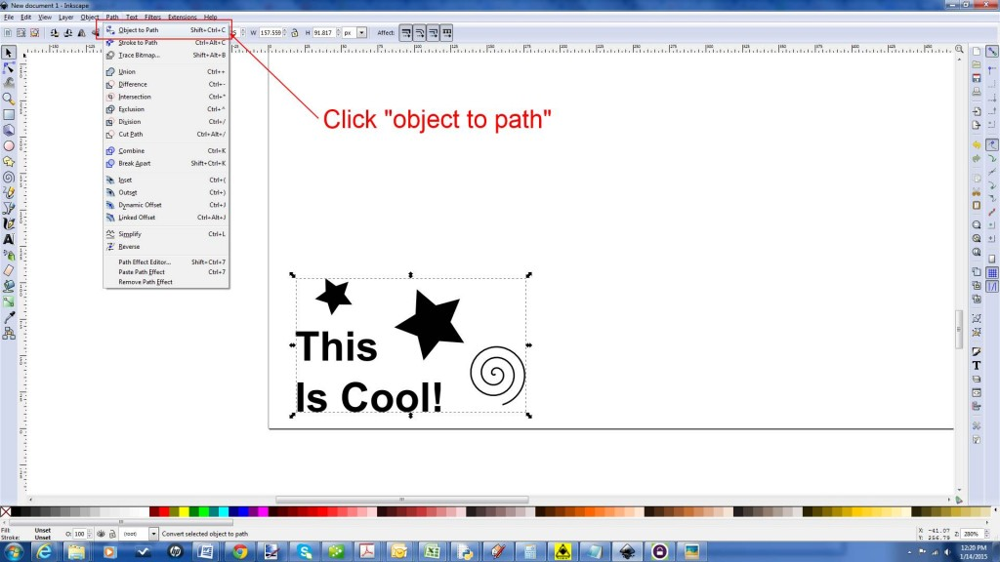 New document 1 - Inkscape
File Edit View Layer Object Path Text Filters Extensions Help
W 157.559 H 91.817 px Affect:
Object to Path Shift+Ctrl+C
Stroke to Path Ctrl+Alt+C
Trace Bitmap... Shift+Alt+B
Union Ctrl++
Difference Ctrl+-
Intersection Ctrl+*
Exclusion Ctrl+^
Division Ctrl+/
Cut Path Ctrl+Alt+/
Combine Ctrl+K
Break Apart Shift+Ctrl+K
Inset Ctrl+(
Outset Ctrl+)
Dynamic Offset Ctrl+J
Linked Offset Ctrl+Alt+J
Simplify Ctrl+L
Reverse
Path Effect Editor... Shift+Ctrl+7
Paste Path Effect Ctrl+7
Remove Path Effect
Click "object to path"
This
Is Cool!
Fill: Unset
Stroke: Unset
O: 100
(root)
Convert selected object to path
X: -41.07
Y: 256.79
Z: 280%
12:20 PM
1/14/2015